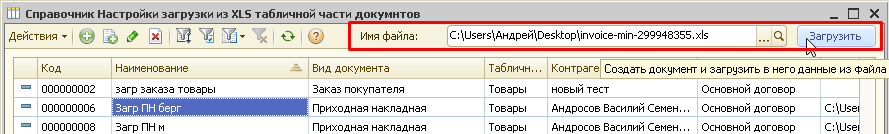 Справочник Настройки загрузки из XLS табличной части докумнтов
Действия Имя файла: C:\Users\Андрей\Desktop\invoice-min-299948355.xls ... Загрузить
Код Наименование Вид документа Табличн... Контраге
Создать документ и загрузить в него данные из файла
000000002 загр заказа товары Заказ покупателя Товары новый тест Основной договор
000000006 Загр ПН берг Приходная накладная Товары Андросов Василий Семен... Основной договор C:\User
000000008 Загр ПН м Приходная накладная Товары Андросов Василий Семен... Основной договор C:\User